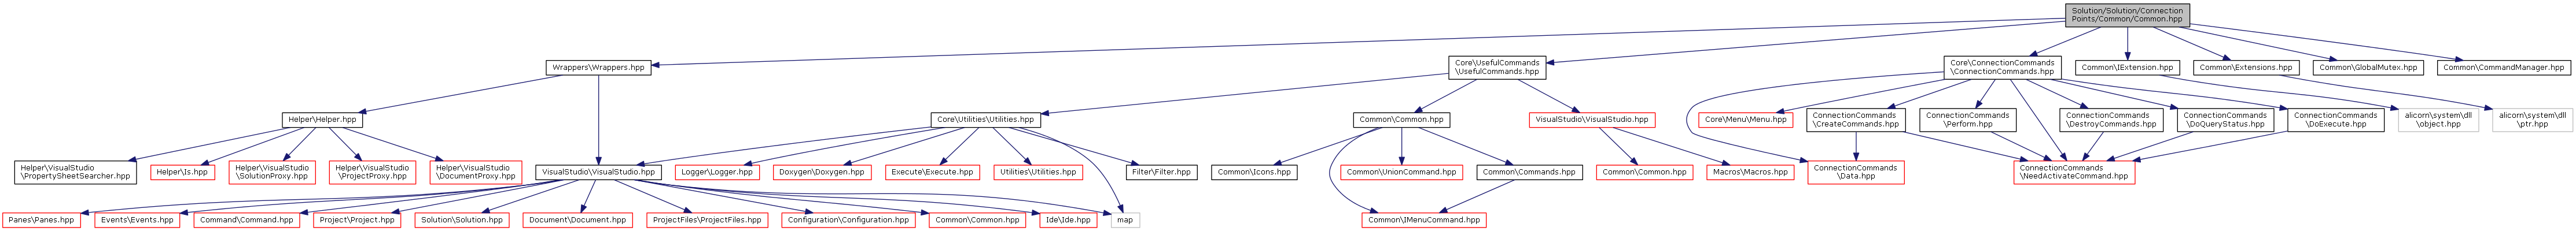 Solution/Solution/Connection
Points/Common/Common.hpp
Wrappers\Wrappers.hpp
Core\UsefulCommands
\UsefulCommands.hpp
Core\ConnectionCommands
\ConnectionCommands.hpp
Common\IExtension.hpp
Common\Extensions.hpp
Common\GlobalMutex.hpp
Common\CommandManager.hpp
Helper\Helper.hpp
Core\Utilities\Utilities.hpp
Common\Common.hpp
VisualStudio\VisualStudio.hpp
Core\Menu\Menu.hpp
ConnectionCommands
\CreateCommands.hpp
ConnectionCommands
\Perform.hpp
ConnectionCommands
\DestroyCommands.hpp
ConnectionCommands
\DoQueryStatus.hpp
ConnectionCommands
\DoExecute.hpp
alicorn\system\dll
\object.hpp
alicorn\system\dll
\ptr.hpp
Helper\VisualStudio
\PropertySheetSearcher.hpp
Helper\Is.hpp
Helper\VisualStudio
\SolutionProxy.hpp
Helper\VisualStudio
\ProjectProxy.hpp
Helper\VisualStudio
\DocumentProxy.hpp
VisualStudio\VisualStudio.hpp
Logger\Logger.hpp
Doxygen\Doxygen.hpp
Execute\Execute.hpp
Utilities\Utilities.hpp
Filter\Filter.hpp
Common\Icons.hpp
Common\UnionCommand.hpp
Common\Commands.hpp
Common\Common.hpp
Macros\Macros.hpp
ConnectionCommands
\Data.hpp
ConnectionCommands
\NeedActivateCommand.hpp
Panes\Panes.hpp
Events\Events.hpp
Command\Command.hpp
Project\Project.hpp
Solution\Solution.hpp
Document\Document.hpp
ProjectFiles\ProjectFiles.hpp
Configuration\Configuration.hpp
Common\Common.hpp
Ide\Ide.hpp
map
Common\IMenuCommand.hpp